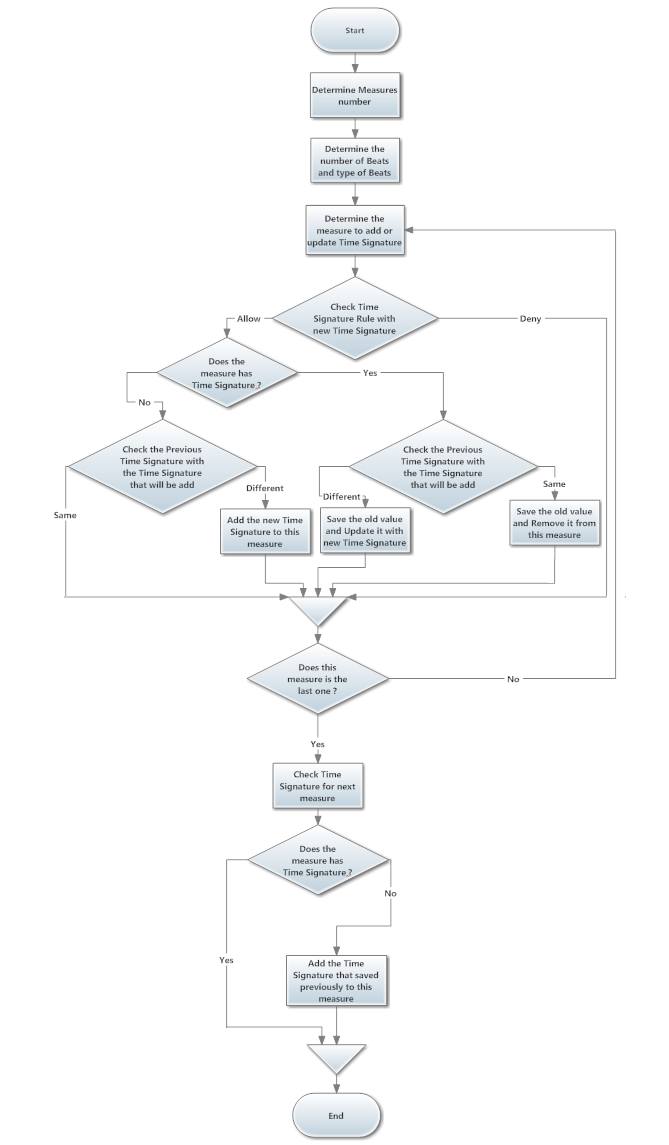 Start
Determine Measures
number
Determine the
number of Beats
and type of Beats
Determine the
measure to add or
update Time Signature
Check Time
Signature Rule with
new Time Signature
Allow
Deny
Does the
measure has
Time Signature,?
Yes
No
Check the Previous
Time Signature with
the Time Signature
that will be add
Check the Previous
Time Signature with
the Time Signature
that will be add
Same
Different
Different
Same
Add the new Time
Signature to this
measure
Save the old value
and Update it with
new Time Signature
Save the old value
and Remove it from
this measure
Does this
measure is the
last one ?
No
Yes
Check Time
Signature for next
measure
Does the
measure has
Time Signature,?
No
Yes
Add the Time
Signature that saved
previously to this
measure
End